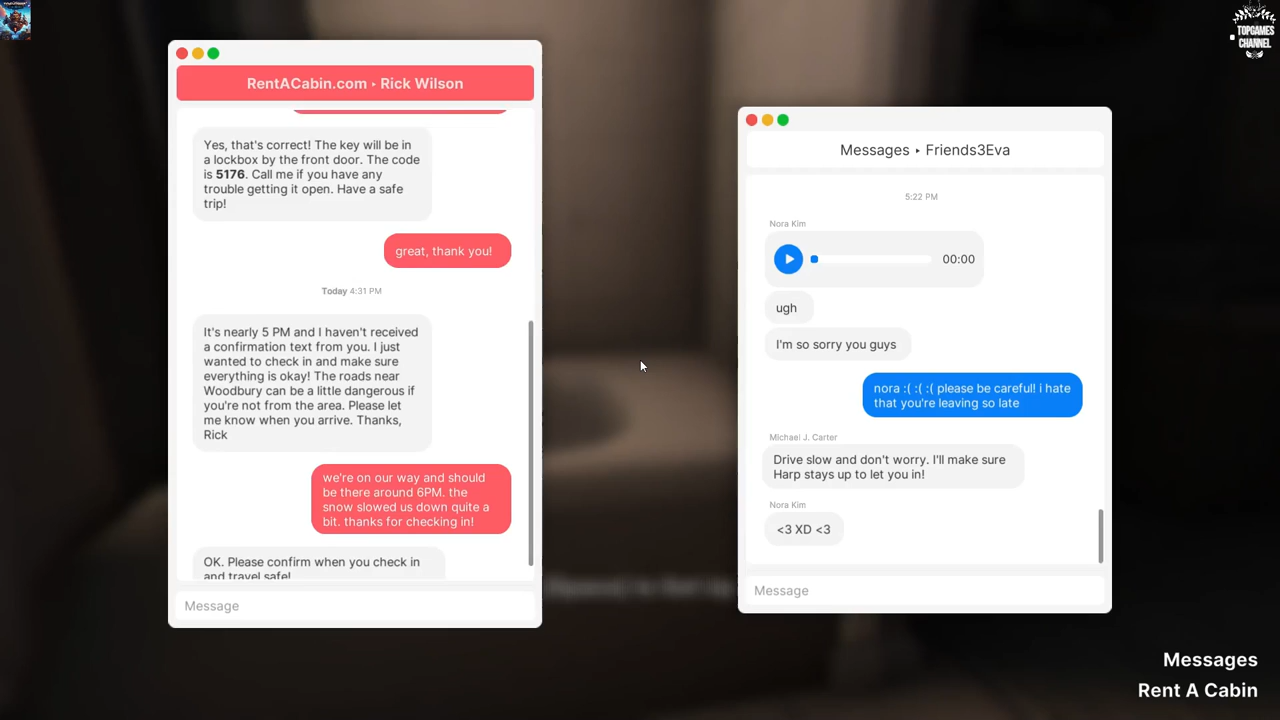 RentACabin.com ▸ Rick Wilson
Yes, that's correct! The key will be in
a lockbox by the front door. The code
is 5176. Call me if you have any
trouble getting it open. Have a safe
trip!
great, thank you!
Today 4:31 PM
It's nearly 5 PM and I haven't received
a confirmation text from you. I just
wanted to check in and make sure
everything is okay! The roads near
Woodbury can be a little dangerous if
you're not from the area. Please let
me know when you arrive. Thanks,
Rick
we're on our way and should
be there around 6PM. the
snow slowed us down quite a
bit. thanks for checking in!
OK. Please confirm when you check in
and travel safe!
Message
Messages ▸ Friends3Eva
5:22 PM
Nora Kim
00:00
ugh
I'm so sorry you guys
nora :( :( :( please be careful! i hate
that you're leaving so late
Michael J. Carter
Drive slow and don't worry. I'll make sure
Harp stays up to let you in!
Nora Kim
<3 XD <3
Message
Messages
Rent A Cabin
TOPGAMES
CHANNEL